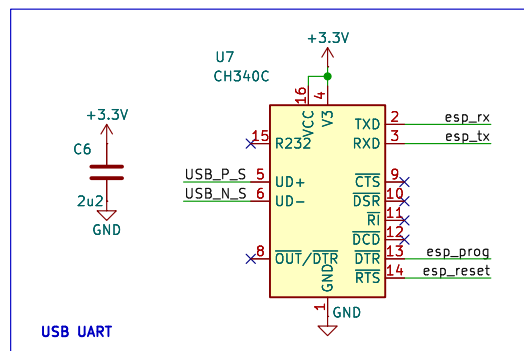 +3.3V
U7
CH340C
16
VCC
4
V3
+3.3V
C6
2u2
GND
15 R232
TXD 2 esp_rx
RXD 3 esp_tx
USB_P_S 5 UD+
USB_N_S 6 UD-
CTS 9
DSR 10
RI 11
DCD 12
8 OUT/DTR
DTR 13 esp_prog
RTS 14 esp_reset
GND
1
GND
USB UART